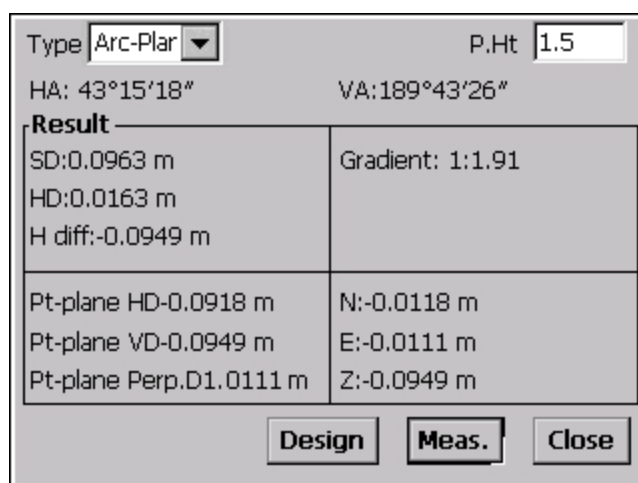 Type Arc-Plar P.Ht 1.5
HA: 43°15′18″ VA:189°43′26″
Result
SD:0.0963 m Gradient: 1:1.91
HD:0.0163 m
H diff:-0.0949 m
Pt-plane HD-0.0918 m N:-0.0118 m
Pt-plane VD-0.0949 m E:-0.0111 m
Pt-plane Perp.D1.0111 m Z:-0.0949 m
Design Meas. Close